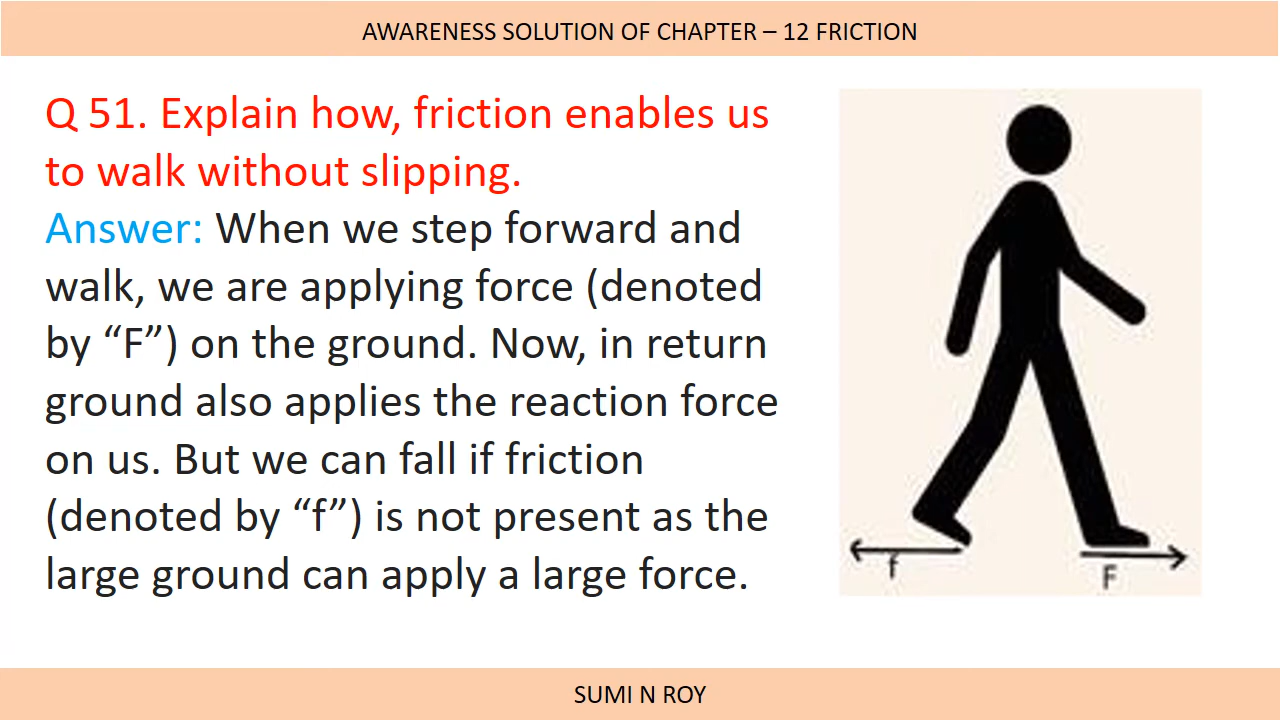 AWARENESS SOLUTION OF CHAPTER – 12 FRICTION
Q 51. Explain how, friction enables us
to walk without slipping.
Answer: When we step forward and
walk, we are applying force (denoted
by “F”) on the ground. Now, in return
ground also applies the reaction force
on us. But we can fall if friction
(denoted by “f”) is not present as the
large ground can apply a large force.
f
F
SUMI N ROY